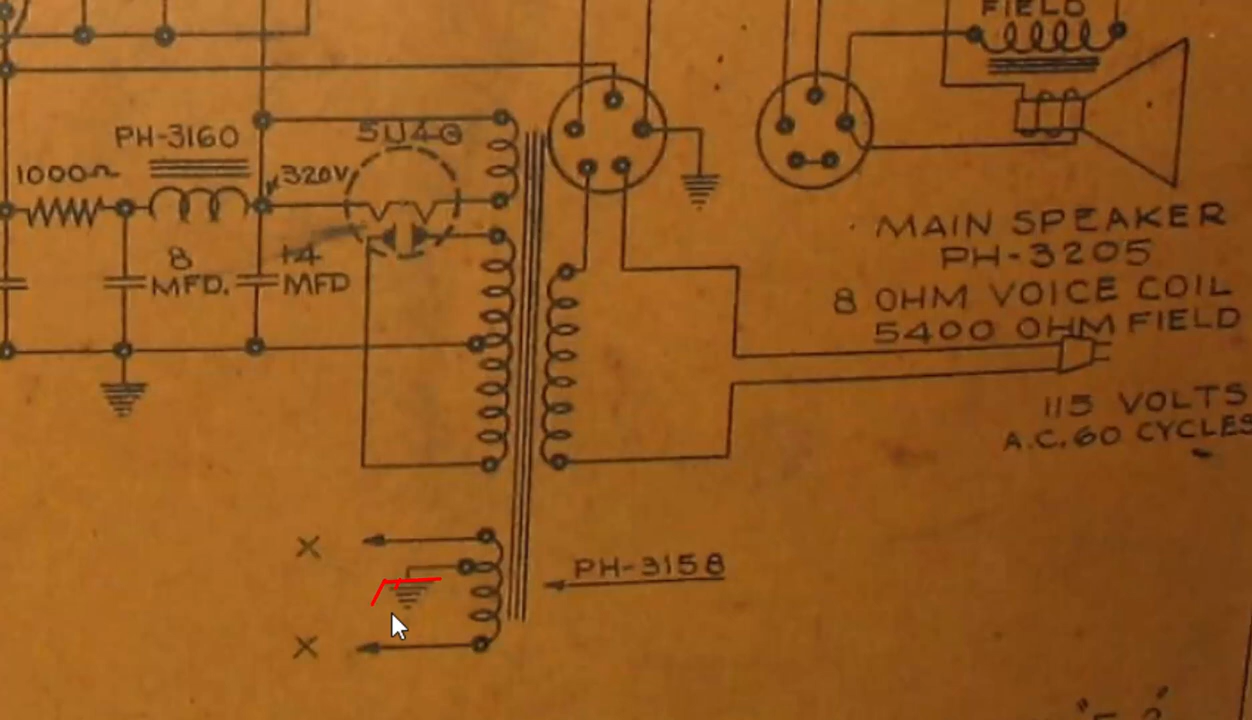 FIELD
PH-3160
5U4G
1000Ω
320V
8
MFD.
14
MFD
MAIN SPEAKER
PH-3205
8 OHM VOICE COIL
5400 OHM FIELD
115 VOLTS
A.C. 60 CYCLES
X
PH-3158
X